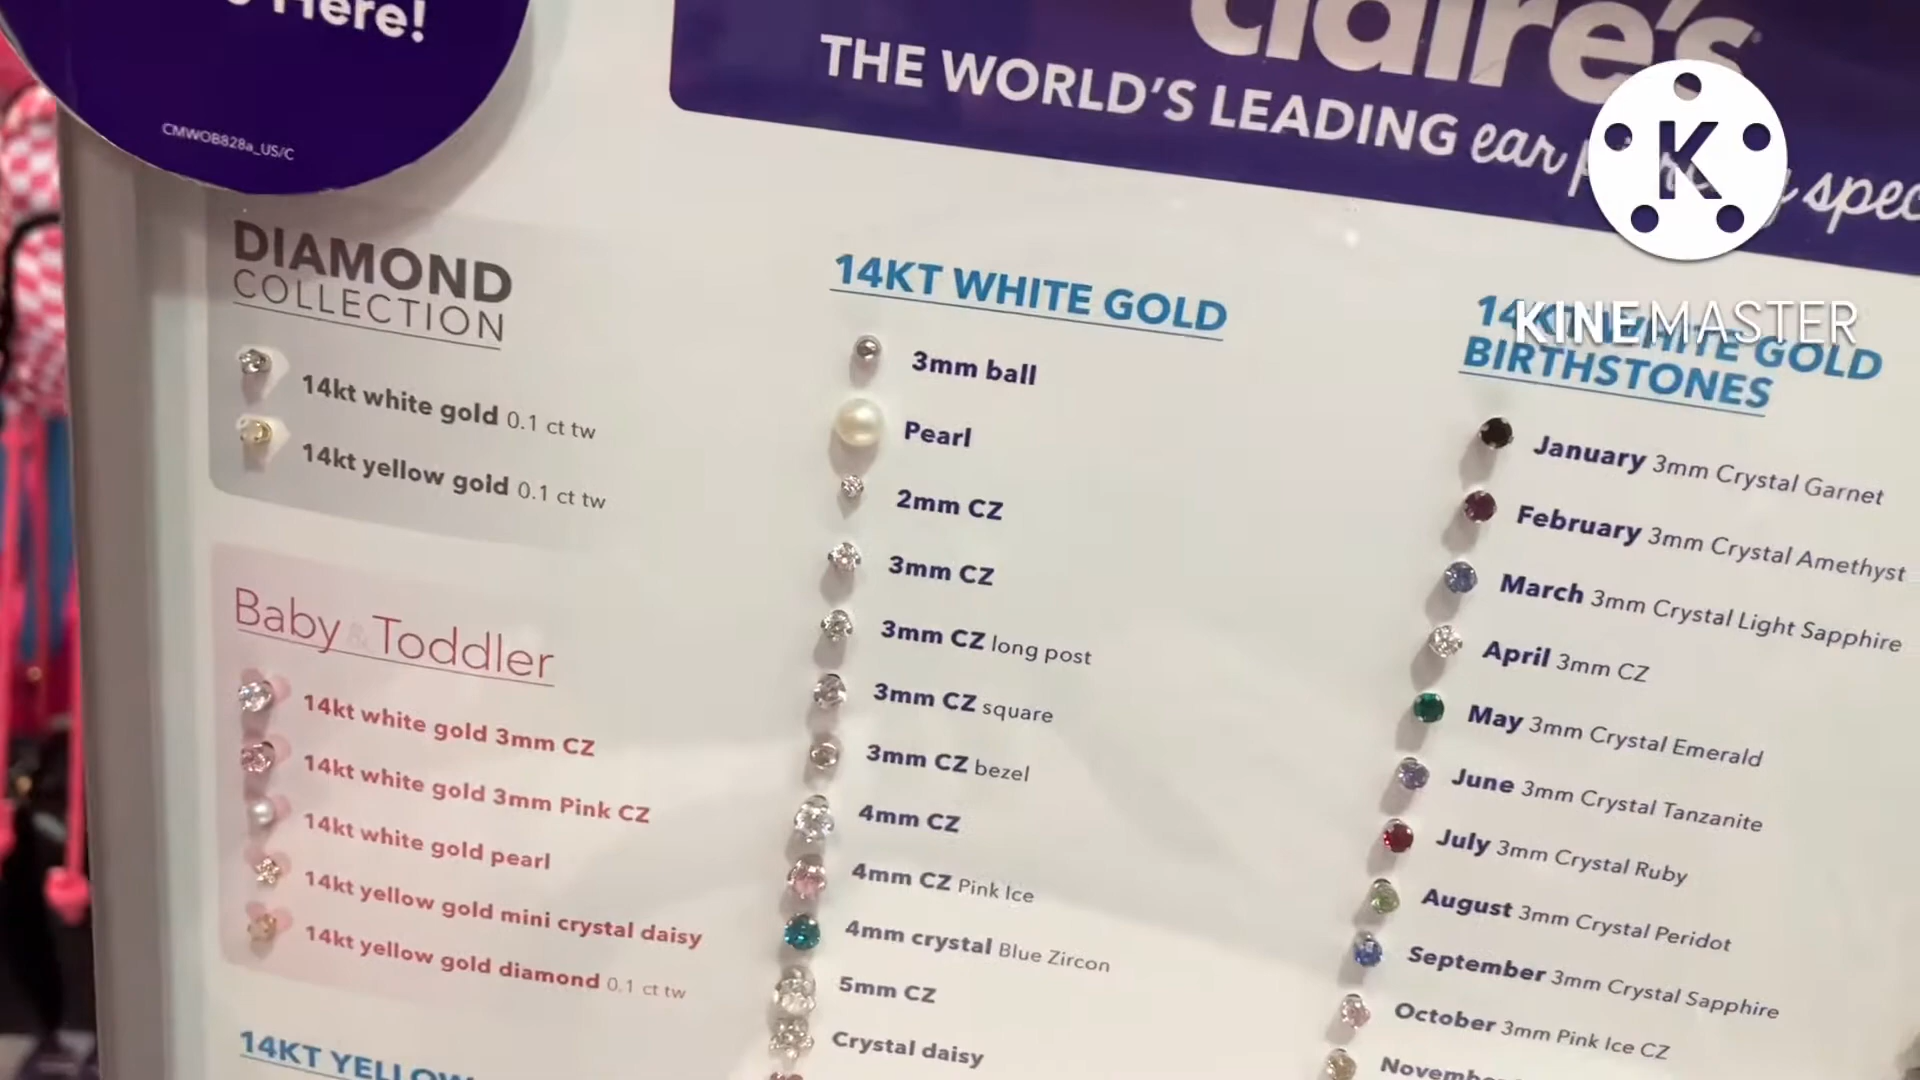 Here!
CMWOB828a_US/C
claire's
THE WORLD'S LEADING ear
KINEMASTER
DIAMOND
COLLECTION
14kt white gold 0.1 ct tw
14kt yellow gold 0.1 ct tw
Baby & Toddler
14kt white gold 3mm CZ
14kt white gold 3mm Pink CZ
14kt white gold pearl
14kt yellow gold mini crystal daisy
14kt yellow gold diamond 0.1 ct tw
14KT YELLOW
14KT WHITE GOLD
3mm ball
Pearl
2mm CZ
3mm CZ
3mm CZ long post
3mm CZ square
3mm CZ bezel
4mm CZ
4mm CZ Pink Ice
4mm crystal Blue Zircon
5mm CZ
Crystal daisy
14KT WHITE GOLD
BIRTHSTONES
January 3mm Crystal Garnet
February 3mm Crystal Amethyst
March 3mm Crystal Light Sapphire
April 3mm CZ
May 3mm Crystal Emerald
June 3mm Crystal Tanzanite
July 3mm Crystal Ruby
August 3mm Crystal Peridot
September 3mm Crystal Sapphire
October 3mm Pink Ice CZ